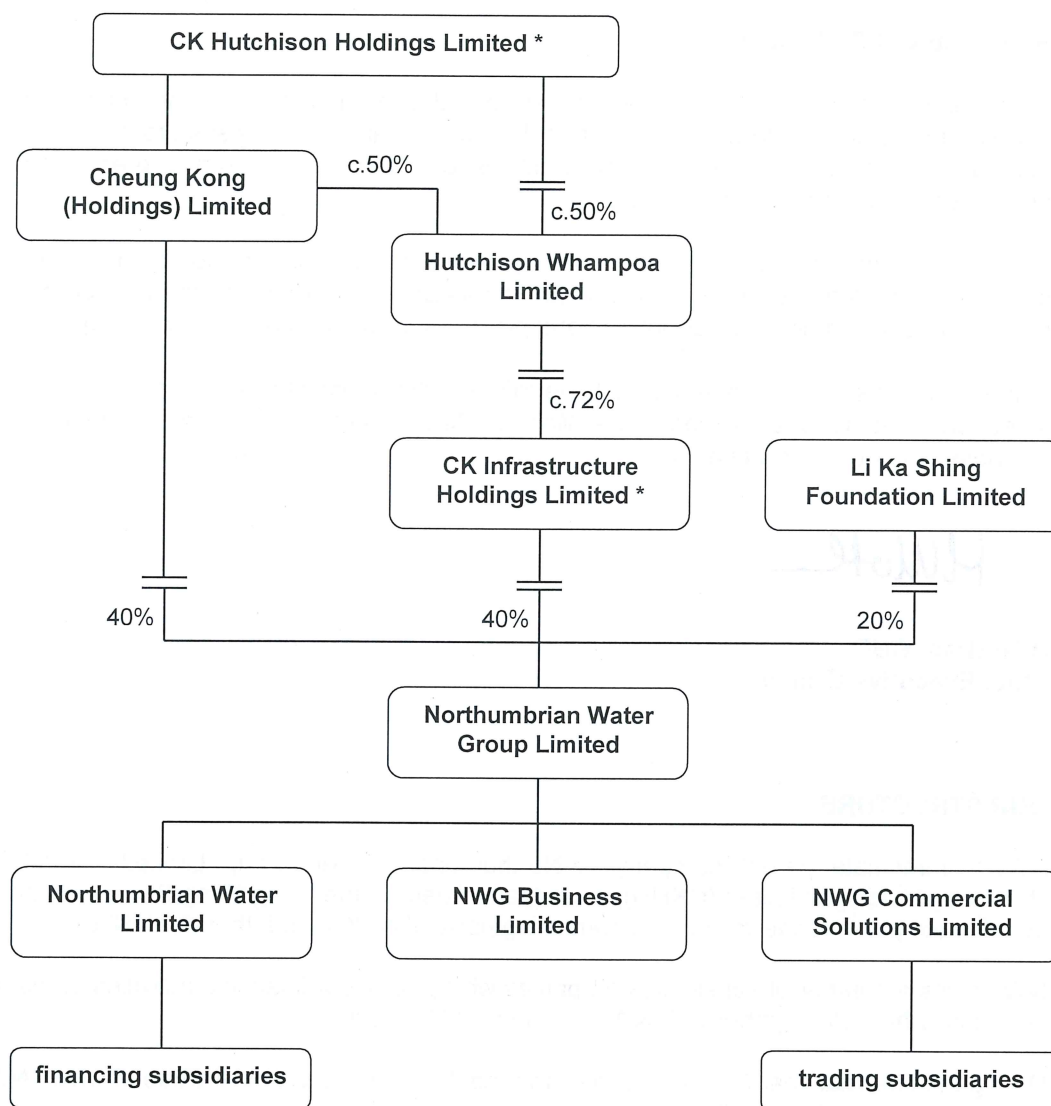 CK Hutchison Holdings Limited *
Cheung Kong
(Holdings) Limited
c.50%
c.50%
Hutchison Whampoa
Limited
c.72%
CK Infrastructure
Holdings Limited *
Li Ka Shing
Foundation Limited
40%
40%
20%
Northumbrian Water
Group Limited
Northumbrian Water
Limited
NWG Business
Limited
NWG Commercial
Solutions Limited
financing subsidiaries
trading subsidiaries